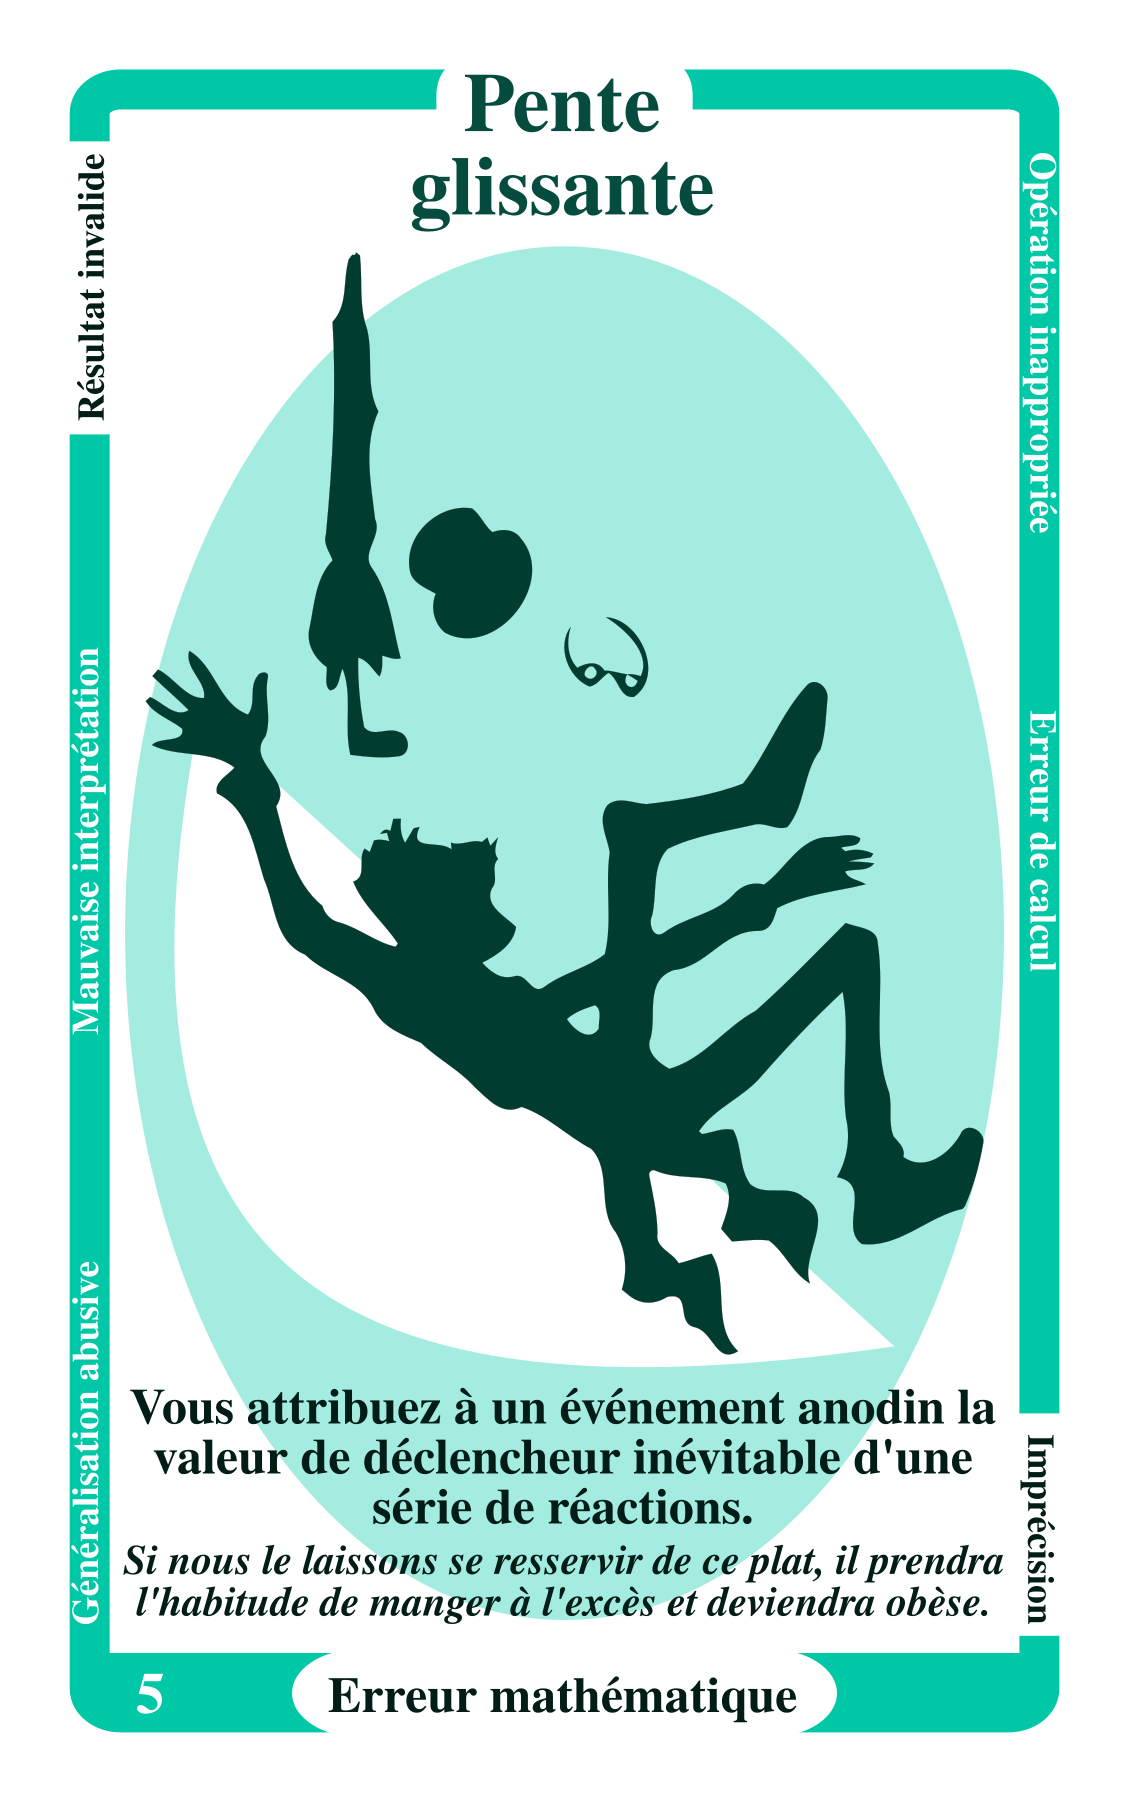 Pente
glissante
Résultat invalide
Mauvaise interprétation
Généralisation abusive
Opération inappropriée
Erreur de calcul
Imprécision
Vous attribuez à un événement anodin la
valeur de déclencheur inévitable d'une
série de réactions.
Si nous le laissons se resservir de ce plat, il prendra
l'habitude de manger à l'excès et deviendra obèse.
5
Erreur mathématique